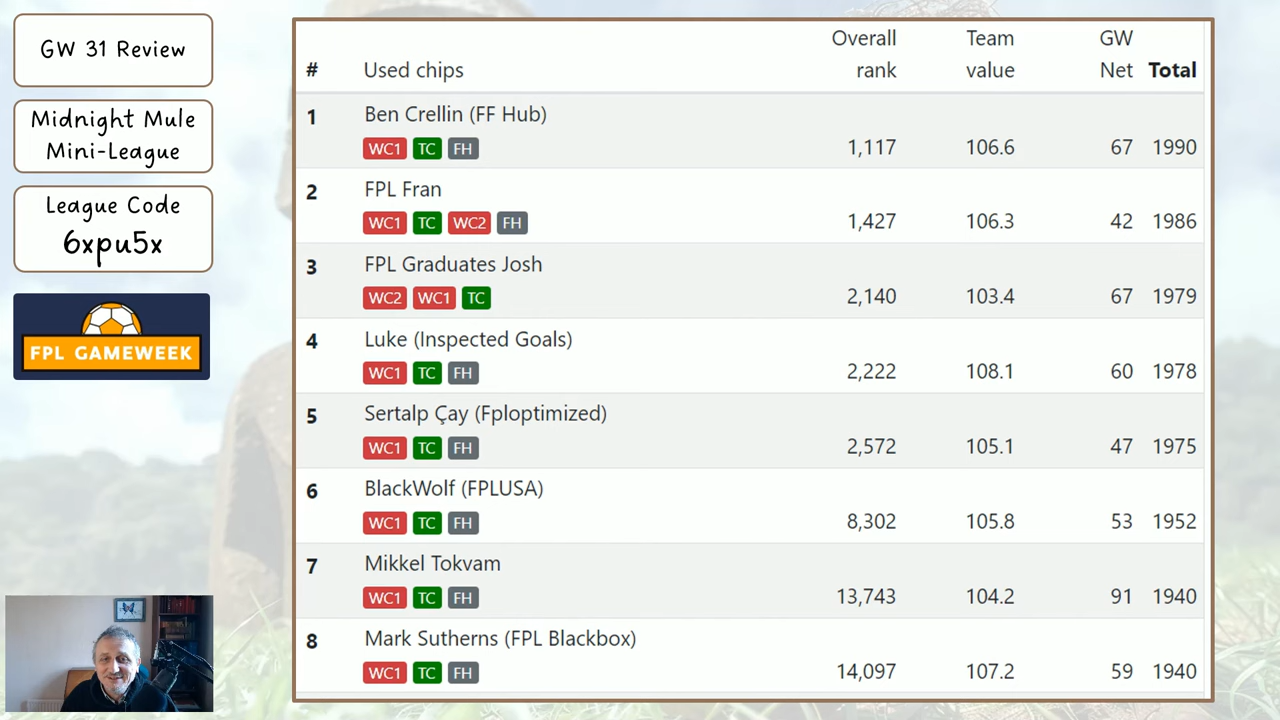 GW 31 Review
Midnight Mule
Mini-League
League Code
6xpu5x
FPL GAMEWEEK
# Used chips Overall rank Team value GW Net Total
1 Ben Crellin (FF Hub)
WC1 TC FH 1,117 106.6 67 1990
2 FPL Fran
WC1 TC WC2 FH 1,427 106.3 42 1986
3 FPL Graduates Josh
WC2 WC1 TC 2,140 103.4 67 1979
4 Luke (Inspected Goals)
WC1 TC FH 2,222 108.1 60 1978
5 Sertalp Çay (Fploptimized)
WC1 TC FH 2,572 105.1 47 1975
6 BlackWolf (FPLUSA)
WC1 TC FH 8,302 105.8 53 1952
7 Mikkel Tokvam
WC1 TC FH 13,743 104.2 91 1940
8 Mark Sutherns (FPL Blackbox)
WC1 TC FH 14,097 107.2 59 1940